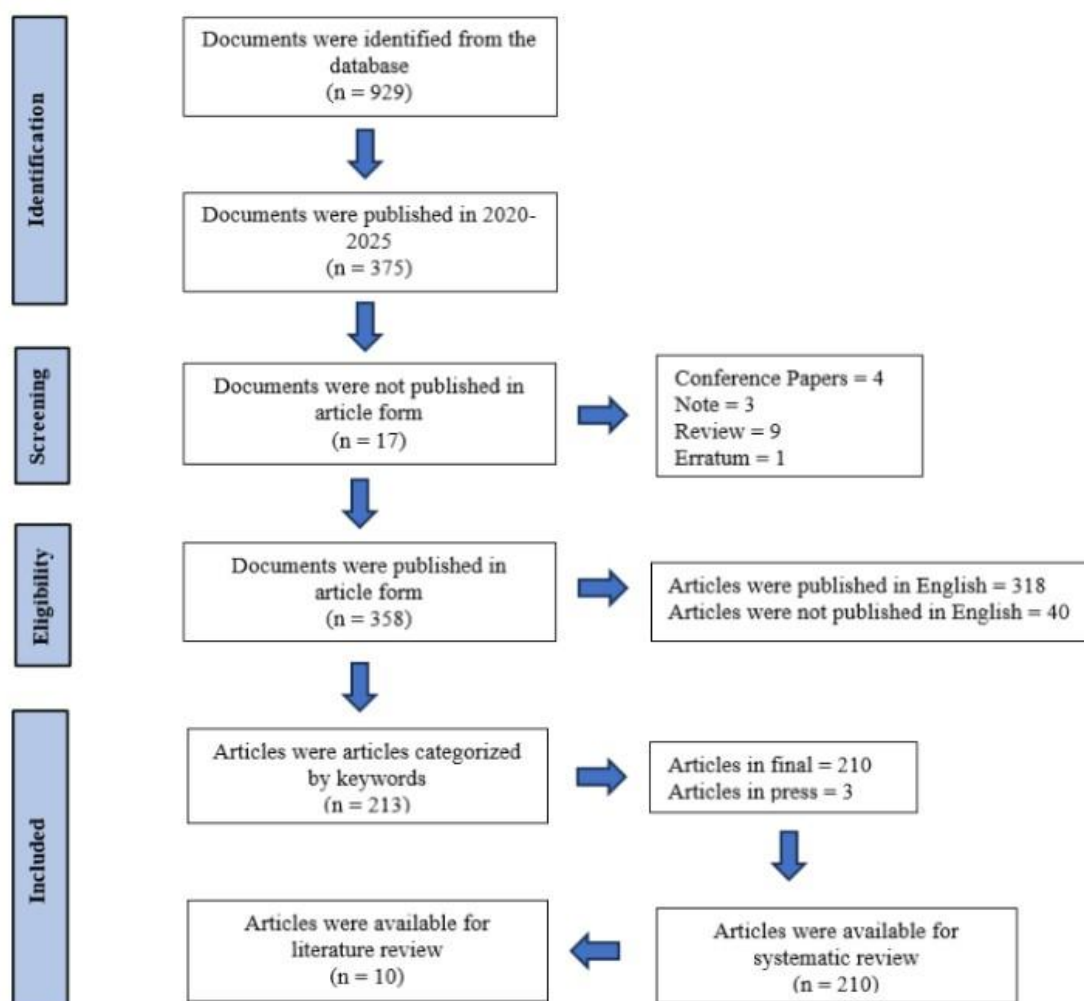 Identification
Documents were identified from the
database
(n = 929)
Documents were published in 2020-
2025
(n = 375)
Screening
Documents were not published in
article form
(n = 17)
Conference Papers = 4
Note = 3
Review = 9
Erratum = 1
Eligibility
Documents were published in
article form
(n = 358)
Articles were published in English = 318
Articles were not published in English = 40
Included
Articles were articles categorized
by keywords
(n = 213)
Articles in final = 210
Articles in press = 3
Articles were available for
literature review
(n = 10)
Articles were available for
systematic review
(n = 210)